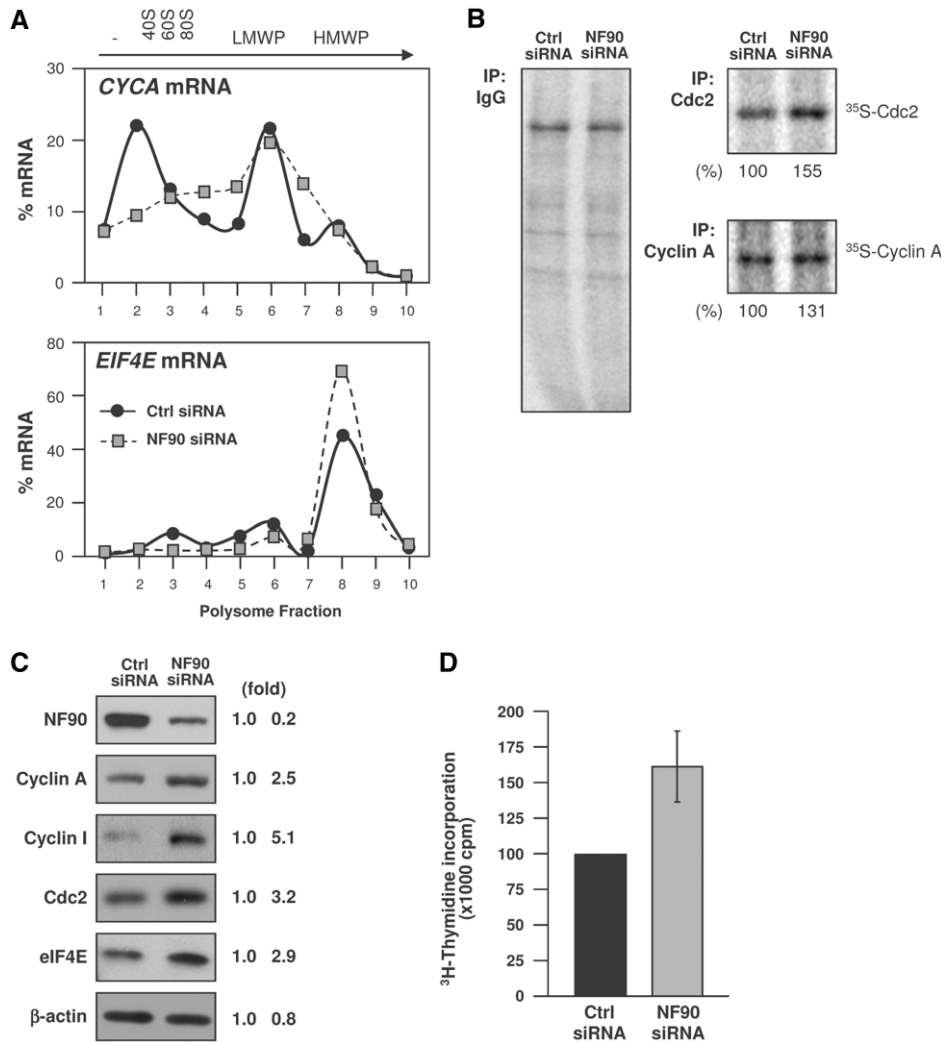 A
-
40S
60S
80S
LMWP
HMWP
CYCA mRNA
% mRNA
30
20
10
0
1 2 3 4 5 6 7 8 9 10
EIF4E mRNA
% mRNA
80
60
40
20
0
Ctrl siRNA
NF90 siRNA
1 2 3 4 5 6 7 8 9 10
Polysome Fraction
B
Ctrl siRNA
NF90 siRNA
IP:
IgG
Ctrl siRNA
NF90 siRNA
IP:
Cdc2
35S-Cdc2
(%) 100 155
IP:
Cyclin A
35S-Cyclin A
(%) 100 131
C
Ctrl siRNA
NF90 siRNA
(fold)
NF90 1.0 0.2
Cyclin A 1.0 2.5
Cyclin I 1.0 5.1
Cdc2 1.0 3.2
eIF4E 1.0 2.9
β-actin 1.0 0.8
D
3H-Thymidine incorporation
(x1000 cpm)
200
175
150
125
100
75
50
25
0
Ctrl siRNA
NF90 siRNA